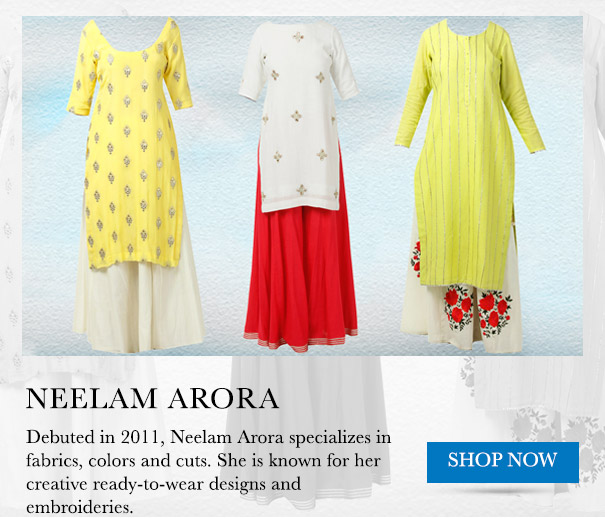 NEELAM ARORA
Debuted in 2011, Neelam Arora specializes in
fabrics, colors and cuts. She is known for her
creative ready-to-wear designs and
embroideries.
SHOP NOW